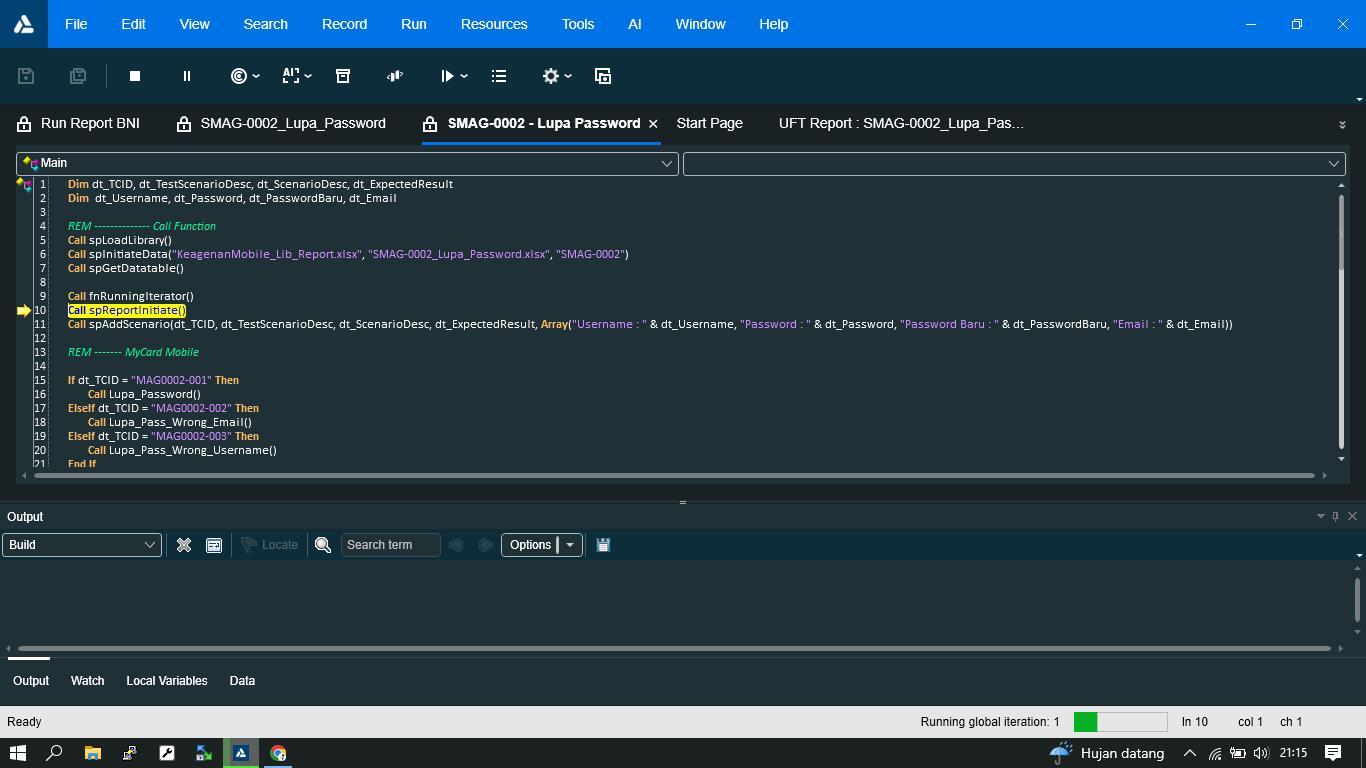 File Edit View Search Record Run Resources Tools AI Window Help
Run Report BNI SMAG-0002_Lupa_Password SMAG-0002 - Lupa Password Start Page UFT Report : SMAG-0002_Lupa_Pas...
Main
1 Dim dt_TCID, dt_TestScenarioDesc, dt_ScenarioDesc, dt_ExpectedResult
2 Dim dt_Username, dt_Password, dt_PasswordBaru, dt_Email
3
4 REM -------------- Call Function
5 Call spLoadLibrary()
6 Call spInitiateData("KeagenanMobile_Lib_Report.xlsx", "SMAG-0002_Lupa_Password.xlsx", "SMAG-0002")
7 Call spGetDatatable()
8
9 Call fnRunningIterator()
10 Call spReportInitiate()
11 Call spAddScenario(dt_TCID, dt_TestScenarioDesc, dt_ScenarioDesc, dt_ExpectedResult, Array("Username : " & dt_Username, "Password : " & dt_Password, "Password Baru : " & dt_PasswordBaru, "Email : " & dt_Email))
12
13 REM ------- MyCard Mobile
14
15 If dt_TCID = "MAG0002-001" Then
16 Call Lupa_Password()
17 ElseIf dt_TCID = "MAG0002-002" Then
18 Call Lupa_Pass_Wrong_Email()
19 ElseIf dt_TCID = "MAG0002-003" Then
20 Call Lupa_Pass_Wrong_Username()
21 End If
Output
Build Locate Search term Options
Output Watch Local Variables Data
Ready Running global iteration: 1 ln 10 col 1 ch 1
Hujan datang 21:15